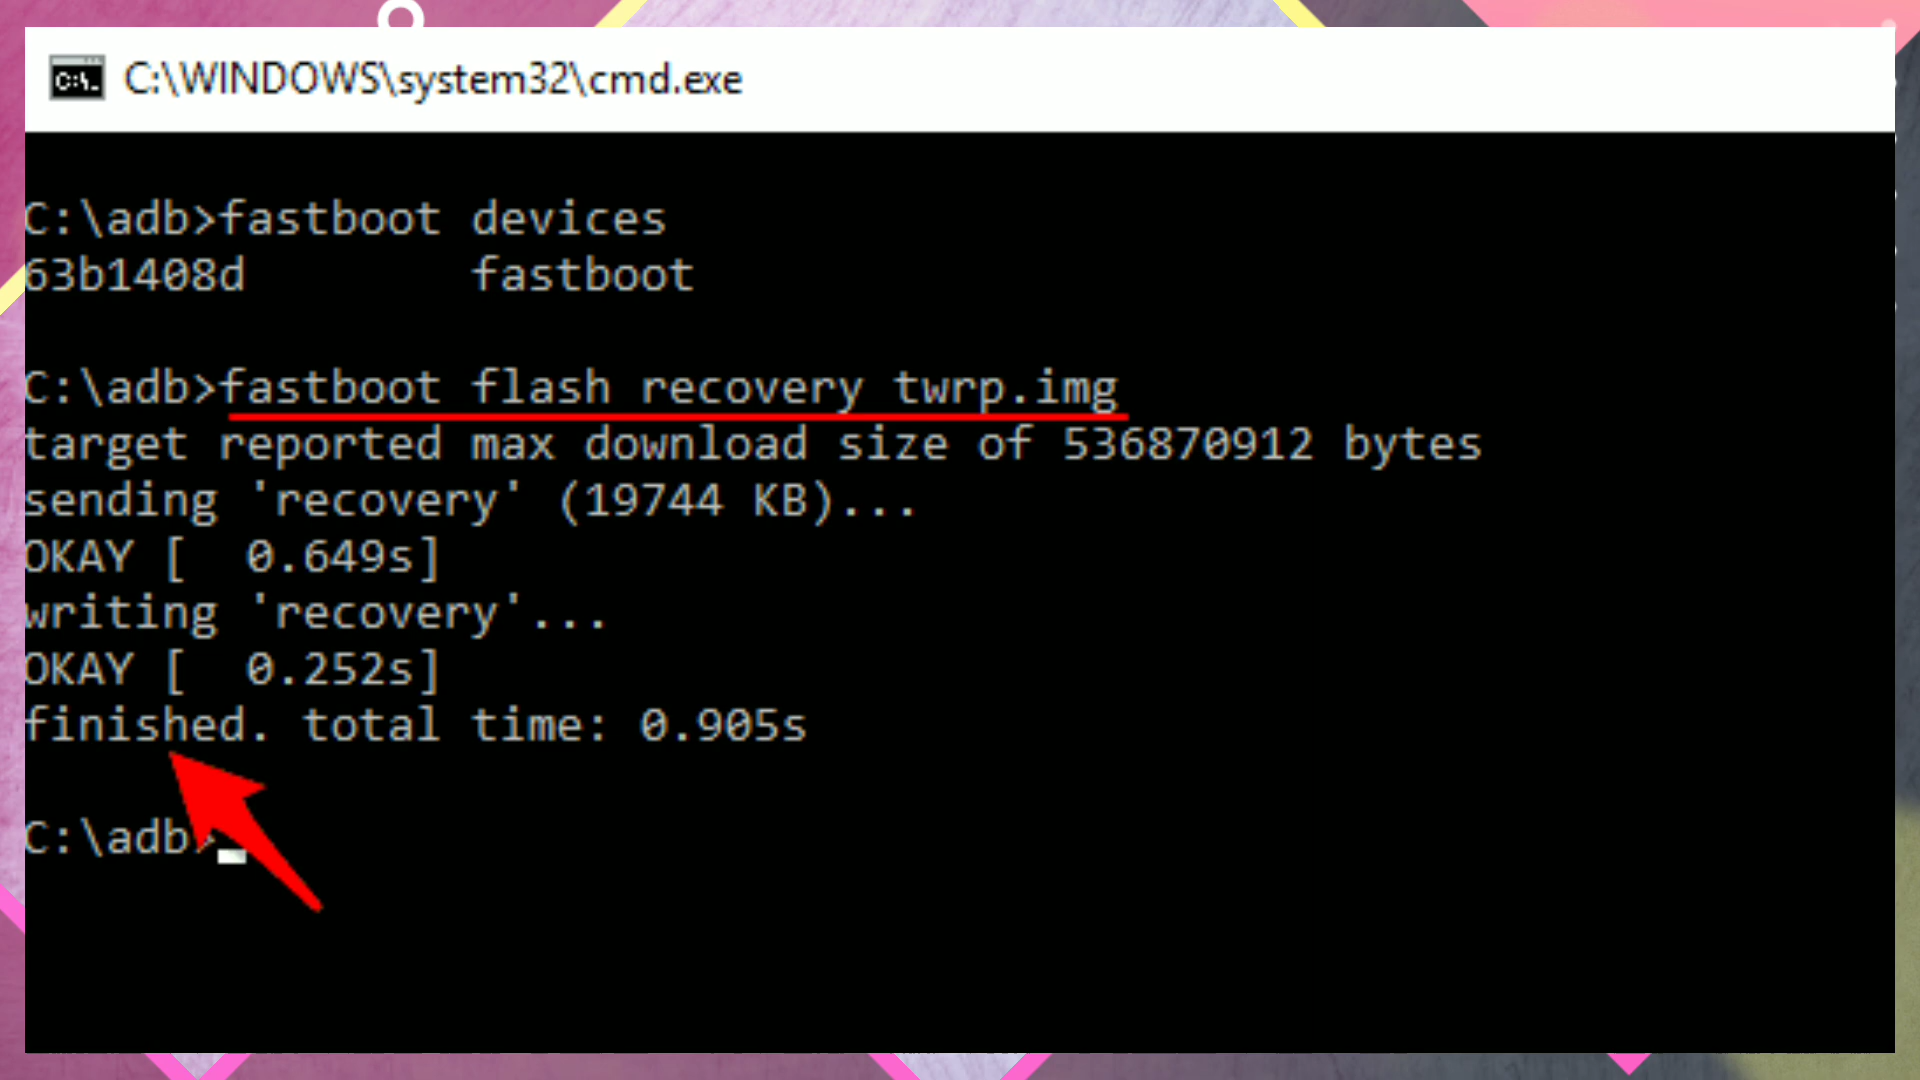 C:\WINDOWS\system32\cmd.exe
C:\adb>fastboot devices
63b1408d        fastboot
C:\adb>fastboot flash recovery twrp.img
target reported max download size of 536870912 bytes
sending 'recovery' (19744 KB)...
OKAY [  0.649s]
writing 'recovery'...
OKAY [  0.252s]
finished. total time: 0.905s
C:\adb>_